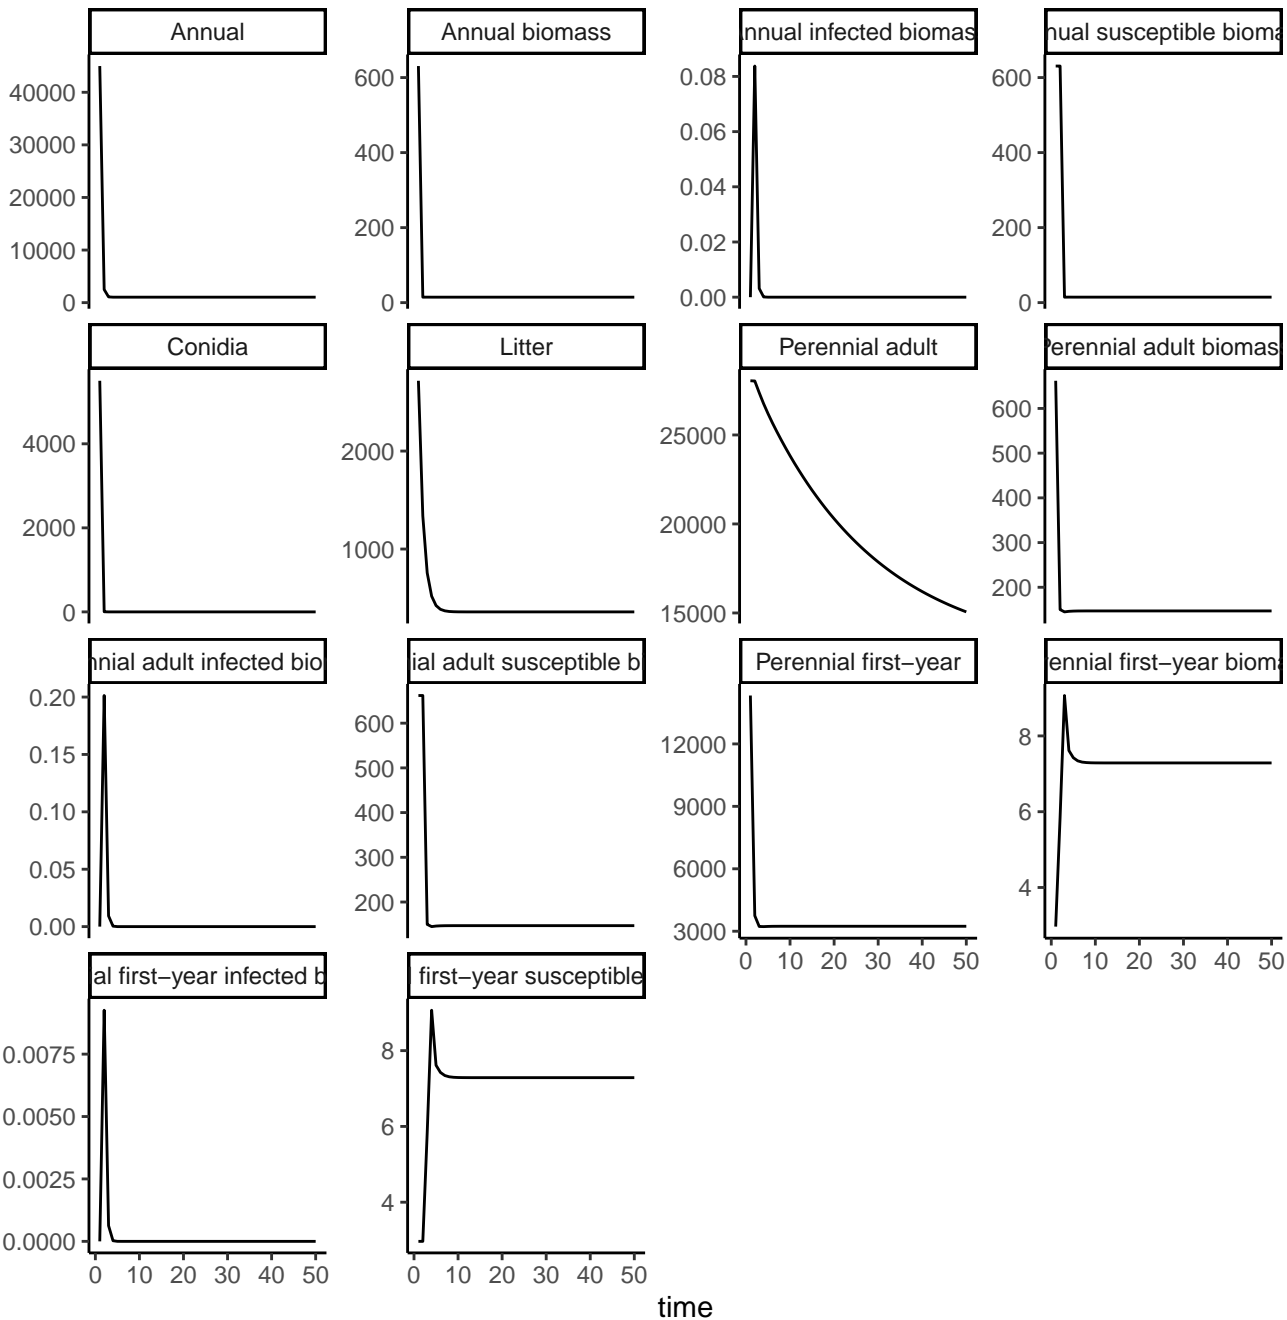 Annual
Annual biomass
annual infected biomas
nual susceptible bioma
40000
30000
20000
10000
0
600
400
200
0
0.08
0.06
0.04
0.02
0.00
600
400
200
0
Conidia
Litter
Perennial adult
Perennial adult biomas
4000
2000
0
2000
1000
25000
20000
15000
600
500
400
300
200
nnial adult infected bio
ial adult susceptible b
Perennial first−year
rennial first−year bioma
0.20
0.15
0.10
0.05
0.00
600
500
400
300
200
12000
9000
6000
3000
8
6
4
0 10 20 30 40 50
0 10 20 30 40 50
al first−year infected b
first−year susceptible
0.0075
0.0050
0.0025
0.0000
8
6
4
0 10 20 30 40 50
0 10 20 30 40 50
time